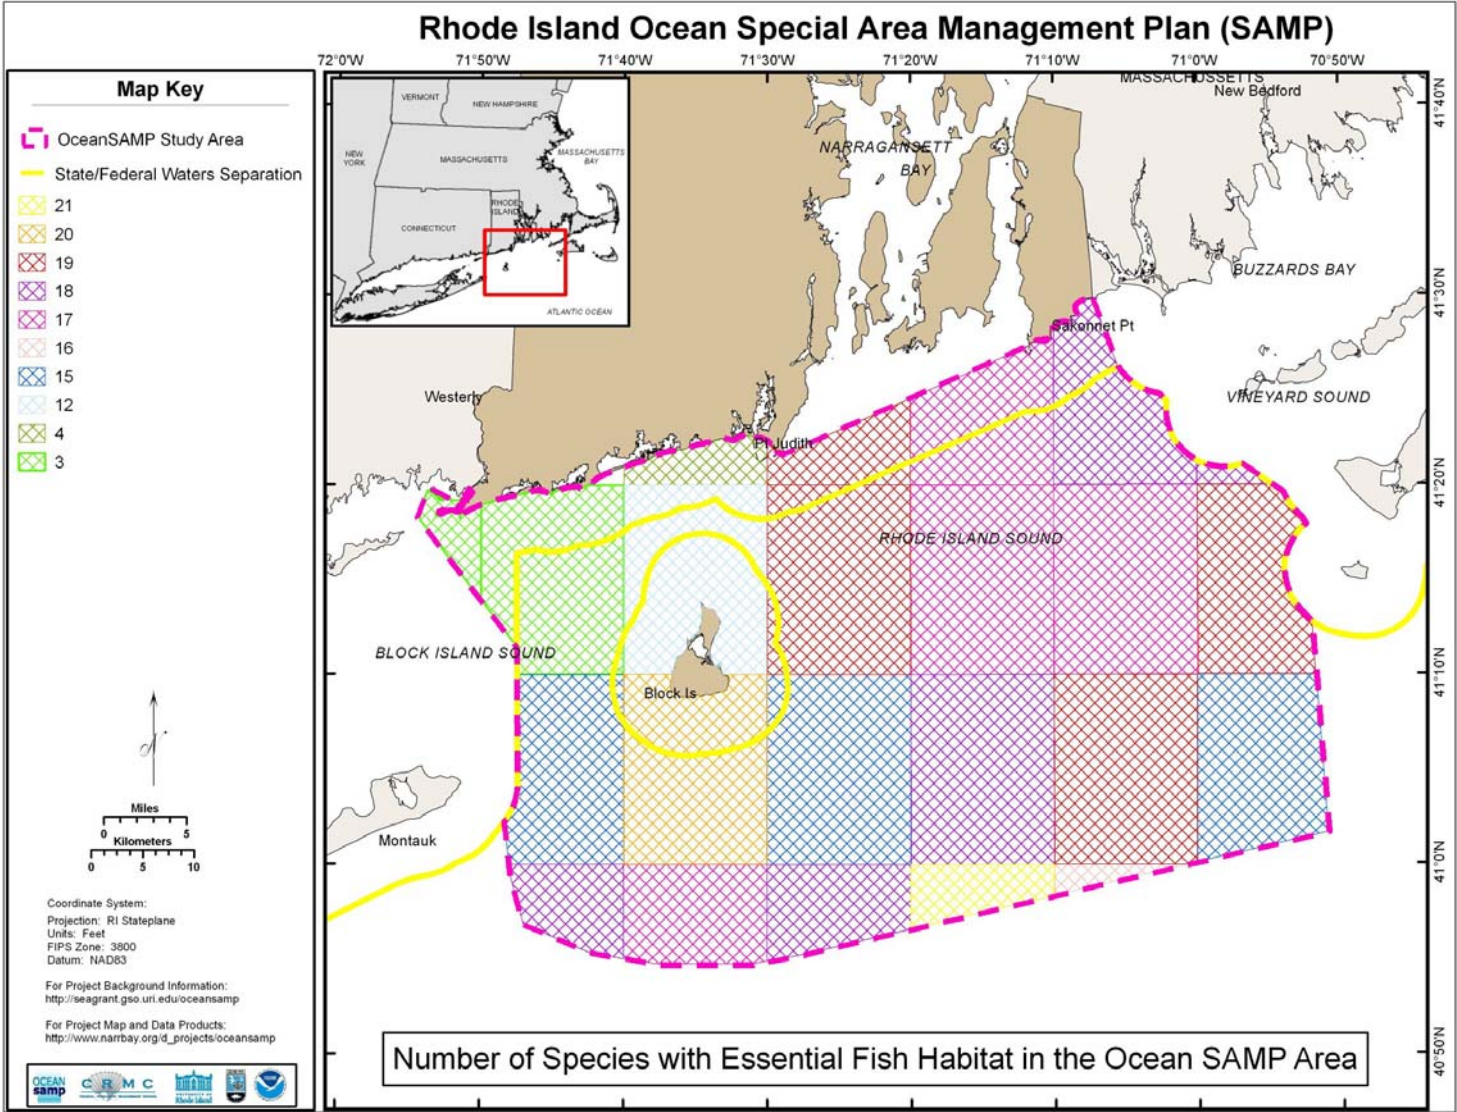 Rhode Island Ocean Special Area Management Plan (SAMP)
72°0'W 71°50'W 71°40'W 71°30'W 71°20'W 71°10'W 71°0'W 70°50'W
Map Key
OceanSAMP Study Area
State/Federal Waters Separation
21
20
19
18
17
16
15
12
4
3
VERMONT
NEW HAMPSHIRE
NEW
YORK
MASSACHUSETTS
MASSACHUSETTS
BAY
RHODE
ISLAND
CONNECTICUT
ATLANTIC OCEAN
MASSACHUSSETTS
New Bedford
NARRAGANSETT
BAY
BUZZARDS BAY
Sakonnet Pt
VINEYARD SOUND
Westerly
Pt Judith
RHODE ISLAND SOUND
BLOCK ISLAND SOUND
Block Is
Montauk
41°40'N
41°30'N
41°20'N
41°10'N
41°0'N
40°50'N
Miles
0 5
Kilometers
0 5 10
Coordinate System:
Projection: RI Stateplane
Units: Feet
FIPS Zone: 3800
Datum: NAD83
For Project Background Information:
http://seagrant.gso.uri.edu/oceansamp
For Project Map and Data Products:
http://www.narrbay.org/d_projects/oceansamp
OCEAN
samp
C R M C
Rhode Island
Number of Species with Essential Fish Habitat in the Ocean SAMP Area